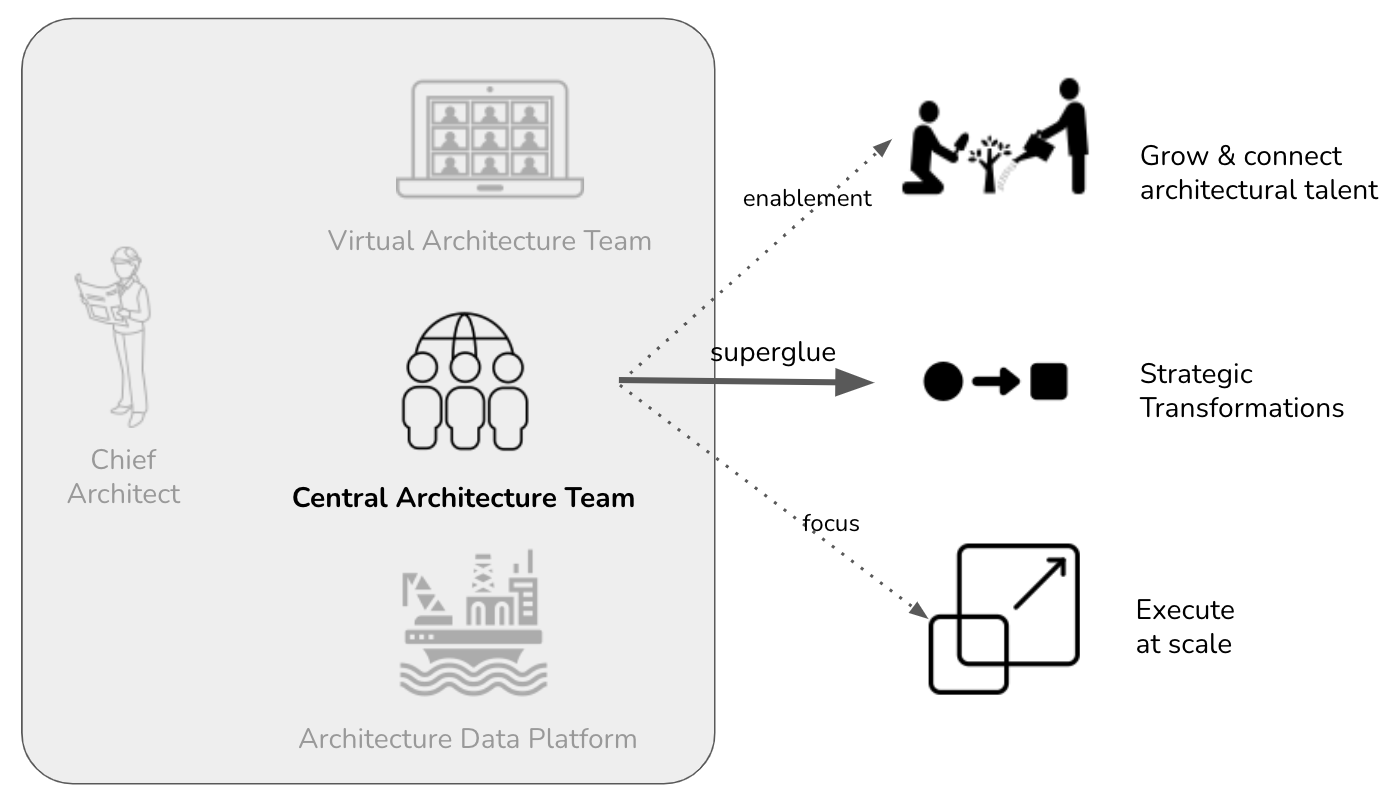 Virtual Architecture Team
Chief
Architect
Central Architecture Team
Architecture Data Platform
enablement
superglue
focus
Grow & connect
architectural talent
Strategic
Transformations
Execute
at scale